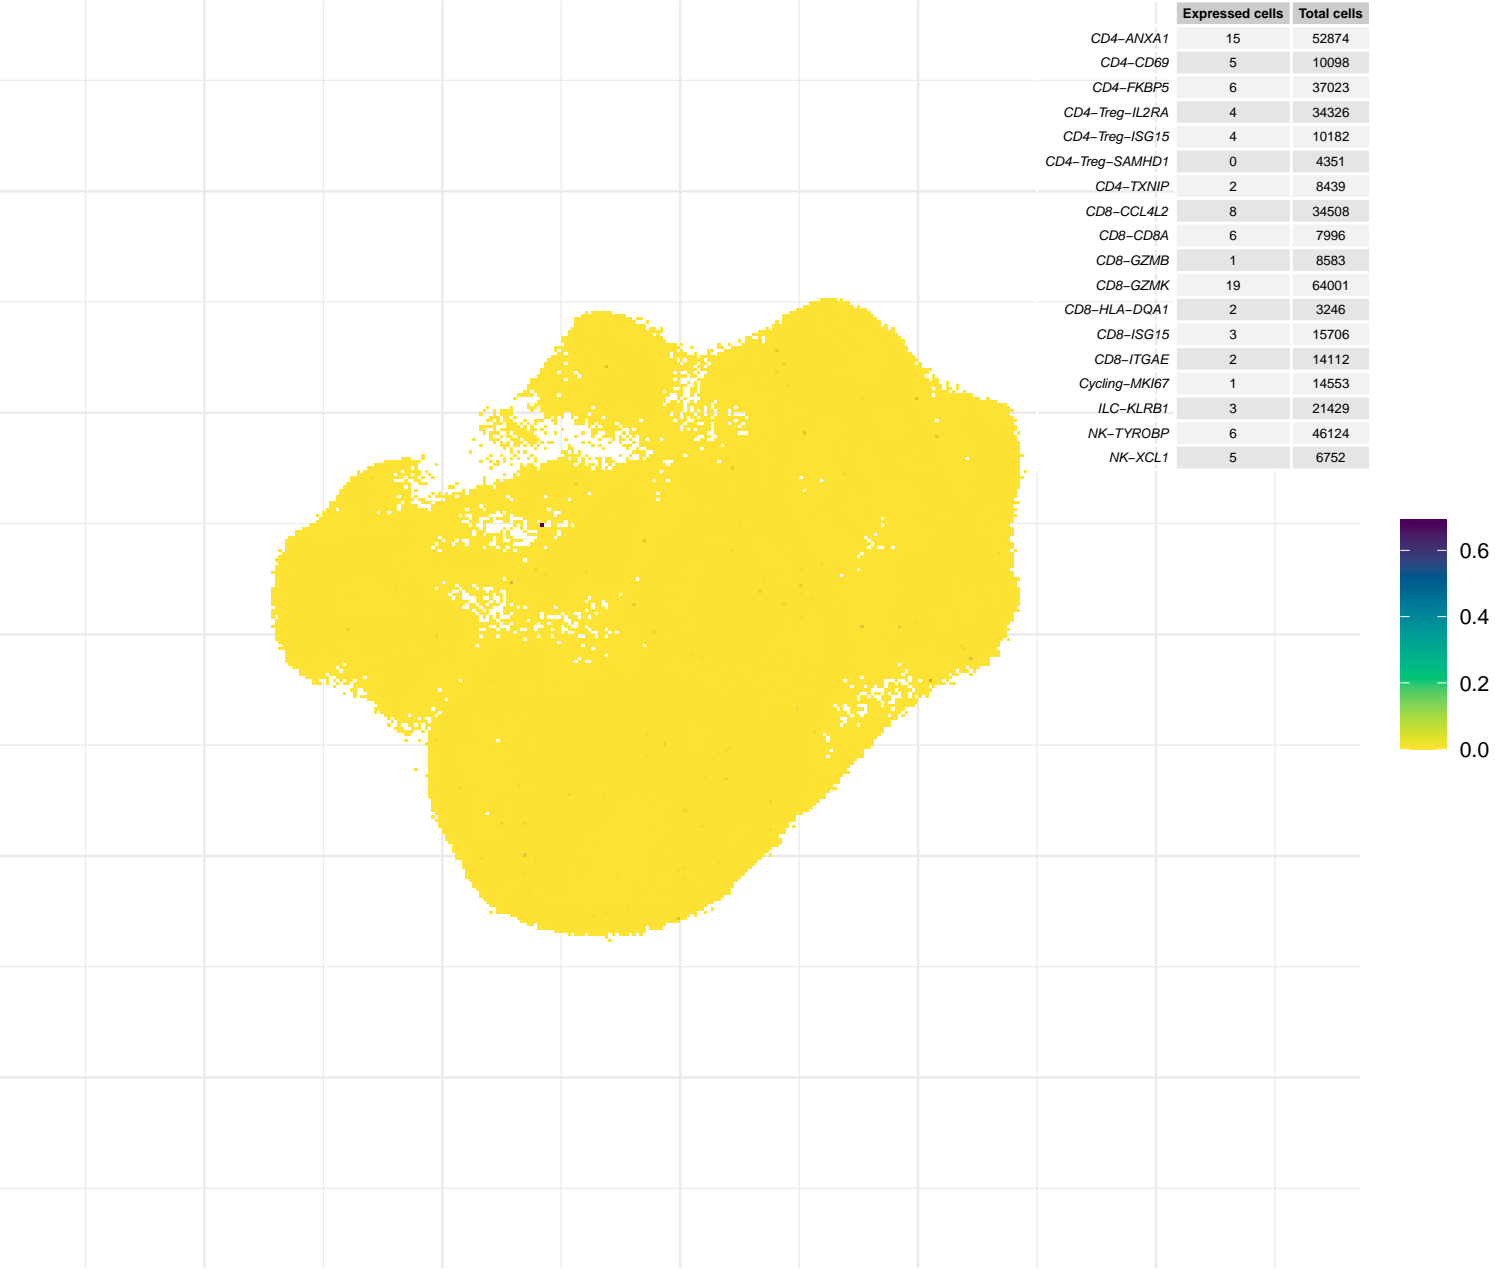 Expressed cells Total cells
CD4−ANXA1 15 52874
CD4−CD69 5 10098
CD4−FKBP5 6 37023
CD4−Treg−IL2RA 4 34326
CD4−Treg−ISG15 4 10182
CD4−Treg−SAMHD1 0 4351
CD4−TXNIP 2 8439
CD8−CCL4L2 8 34508
CD8−CD8A 6 7996
CD8−GZMB 1 8583
CD8−GZMK 19 64001
CD8−HLA−DQA1 2 3246
CD8−ISG15 3 15706
CD8−ITGAE 2 14112
Cycling−MKI67 1 14553
ILC−KLRB1 3 21429
NK−TYROBP 6 46124
NK−XCL1 5 6752
0.6
0.4
0.2
0.0